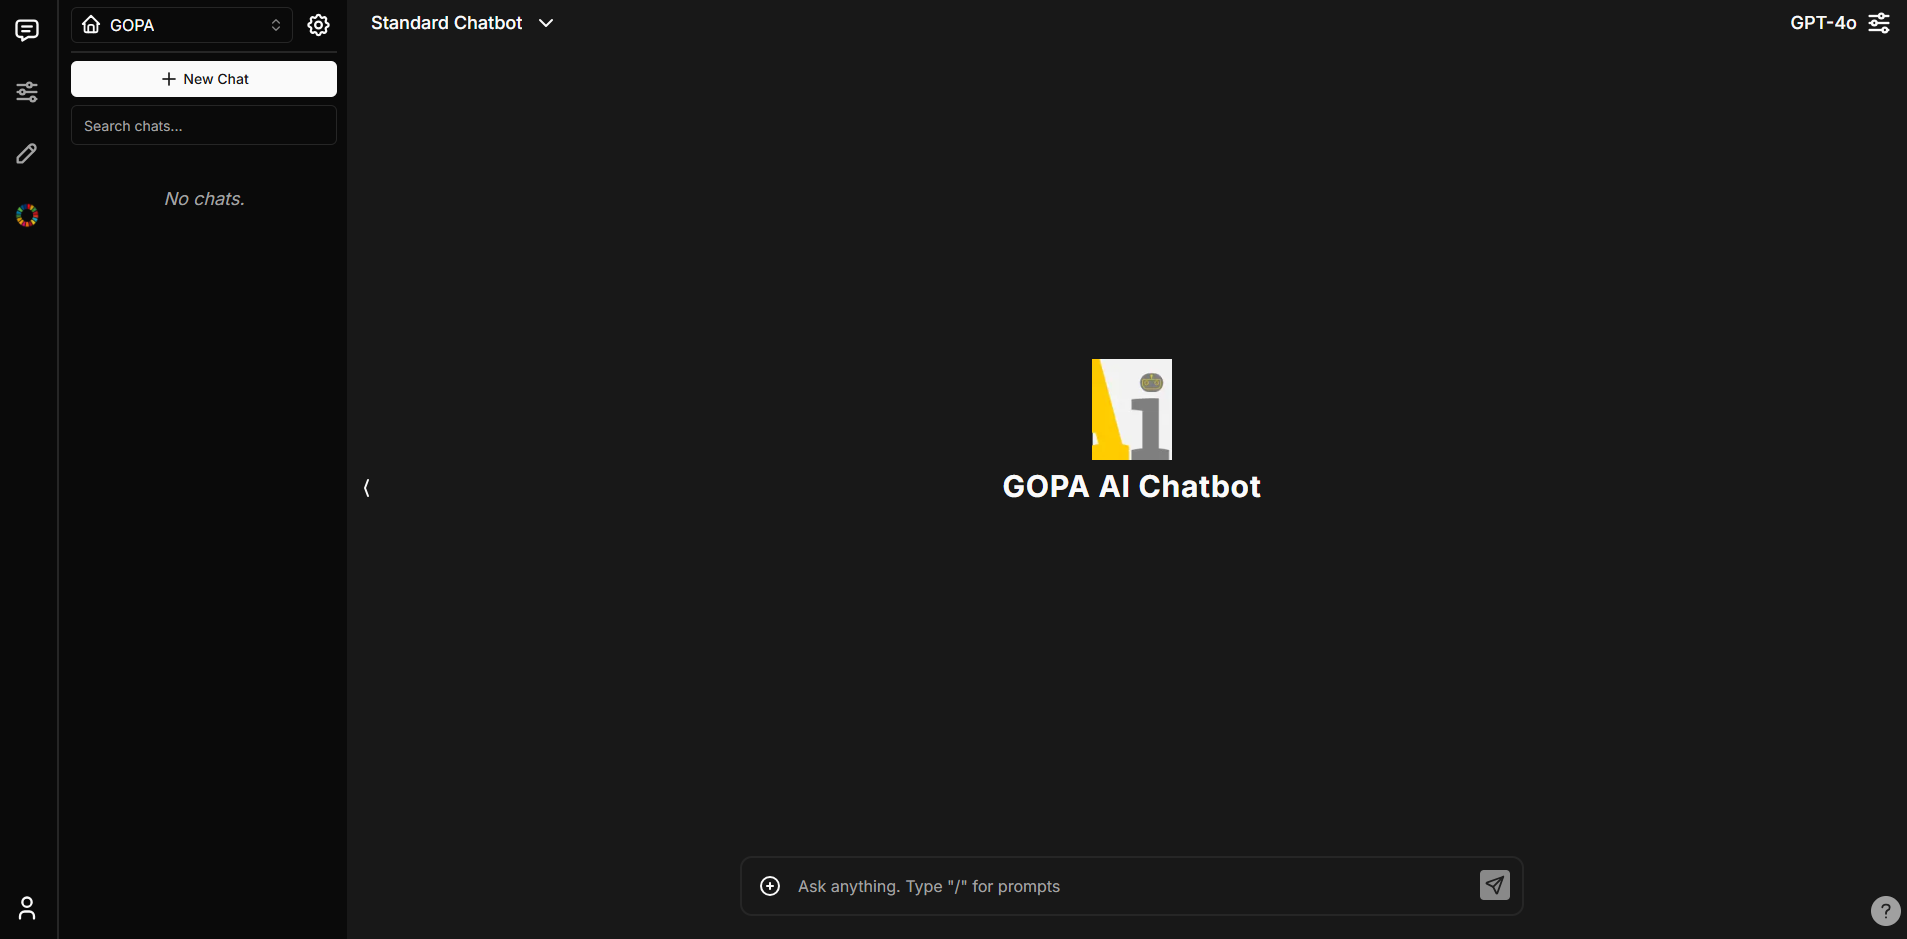 GOPA
Standard Chatbot
GPT-4o
New Chat
Search chats...
No chats.
Ai
GOPA AI Chatbot
Ask anything. Type "/" for prompts
?